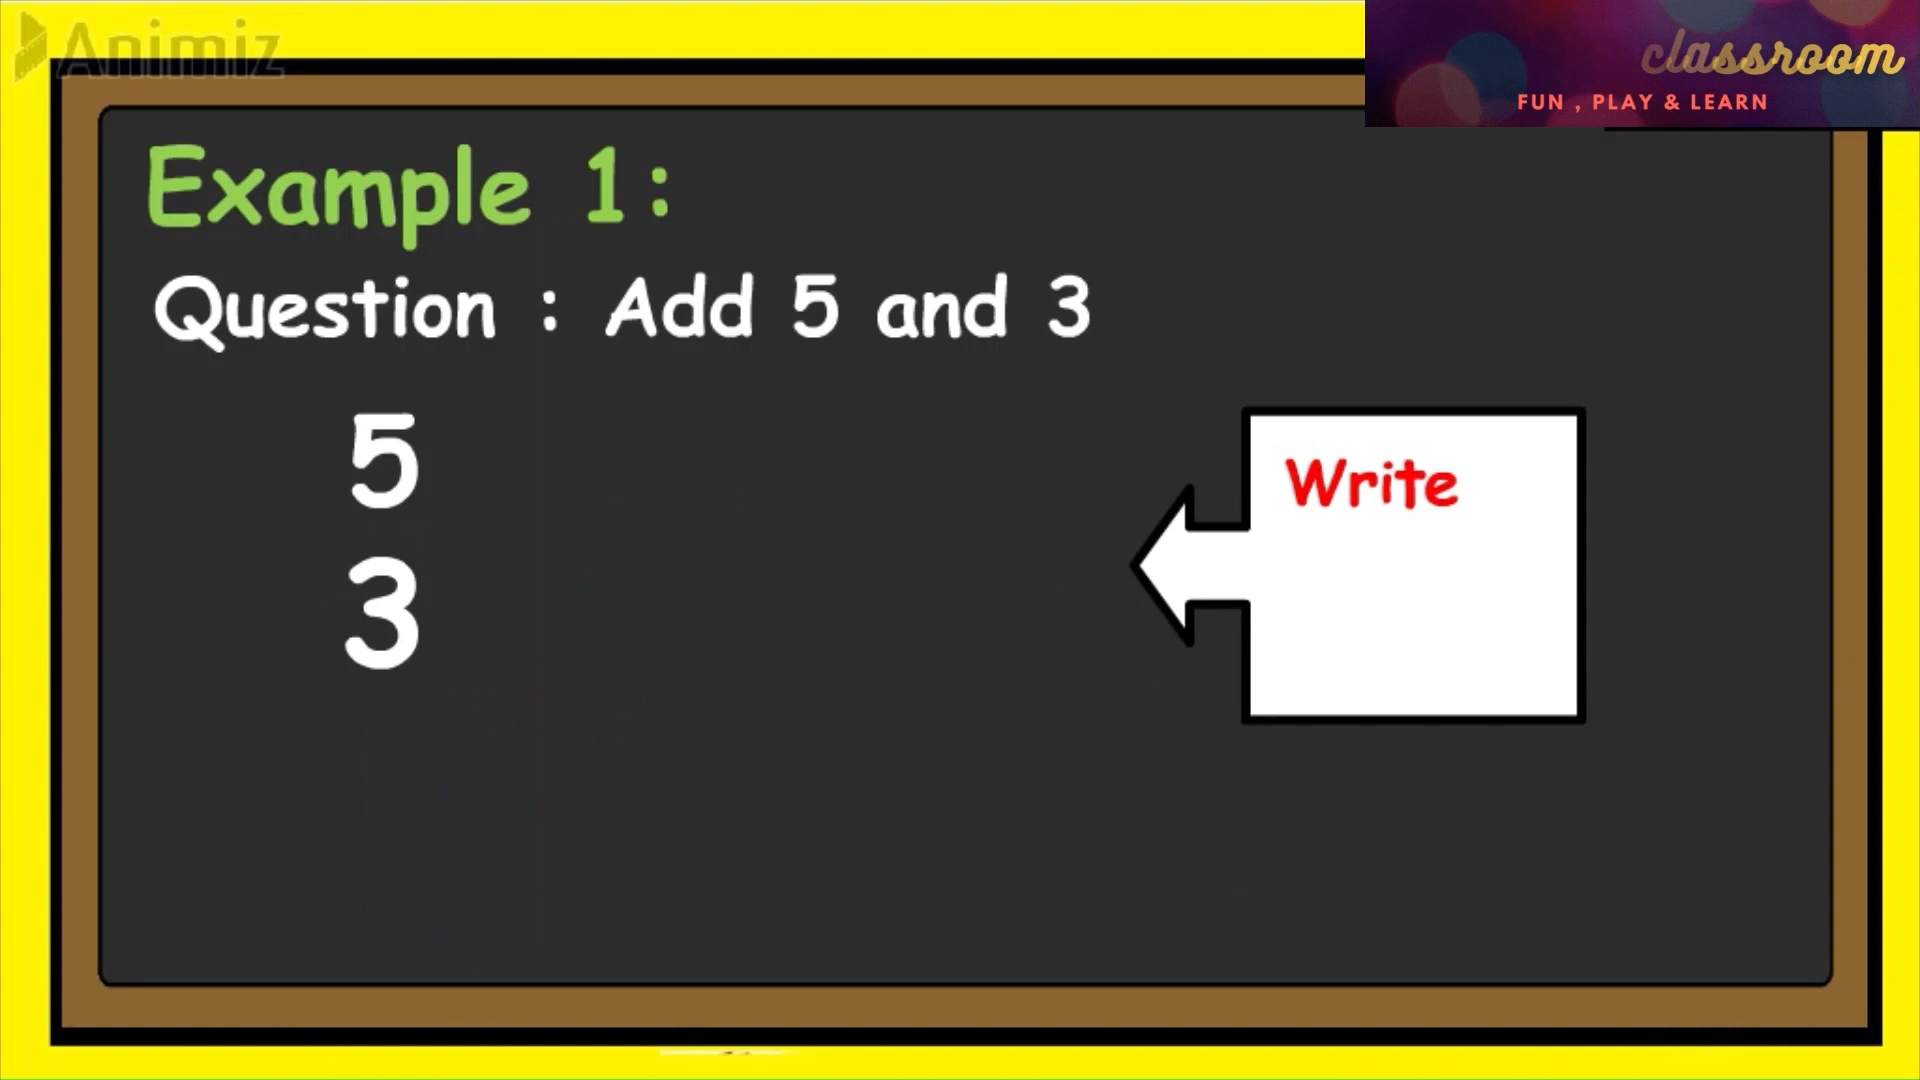 Animiz
classroom
FUN , PLAY & LEARN
Example 1:
Question : Add 5 and 3
5
Write
3